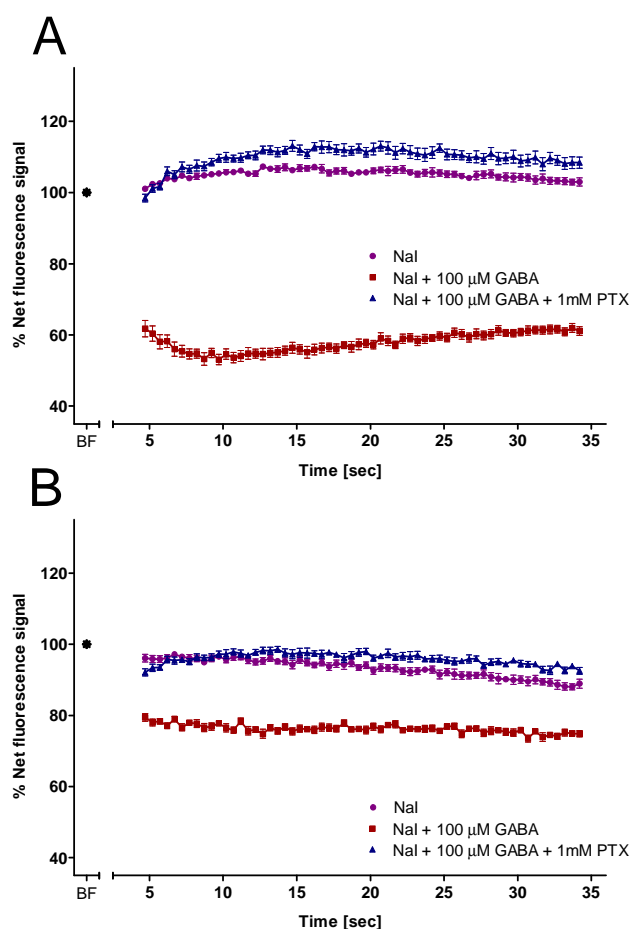 A
% Net fluorescence signal
120
100
80
60
40
NaI
NaI + 100 μM GABA
NaI + 100 μM GABA + 1mM PTX
BF
5
10
15
20
25
30
35
Time [sec]
B
% Net fluorescence signal
120
100
80
60
40
NaI
NaI + 100 μM GABA
NaI + 100 μM GABA + 1mM PTX
BF
5
10
15
20
25
30
35
Time [sec]